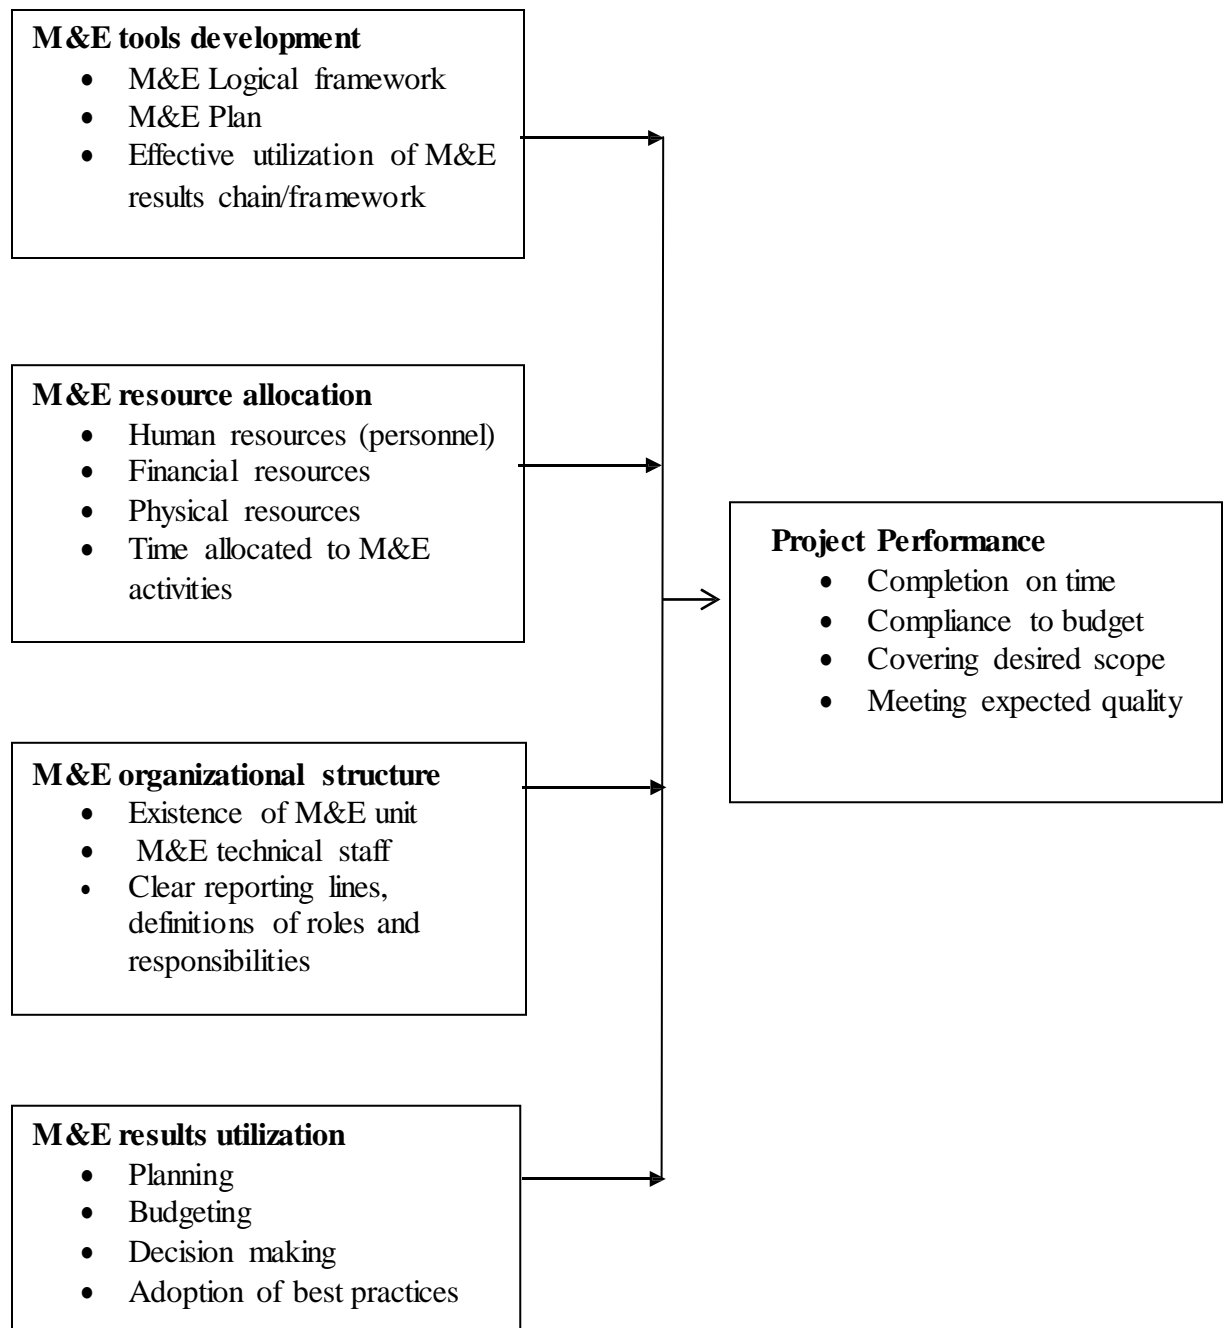 M&E tools development
• M&E Logical framework
• M&E Plan
• Effective utilization of M&E
results chain/framework
M&E resource allocation
• Human resources (personnel)
• Financial resources
• Physical resources
• Time allocated to M&E
activities
Project Performance
• Completion on time
• Compliance to budget
• Covering desired scope
• Meeting expected quality
M&E organizational structure
• Existence of M&E unit
• M&E technical staff
• Clear reporting lines,
definitions of roles and
responsibilities
M&E results utilization
• Planning
• Budgeting
• Decision making
• Adoption of best practices